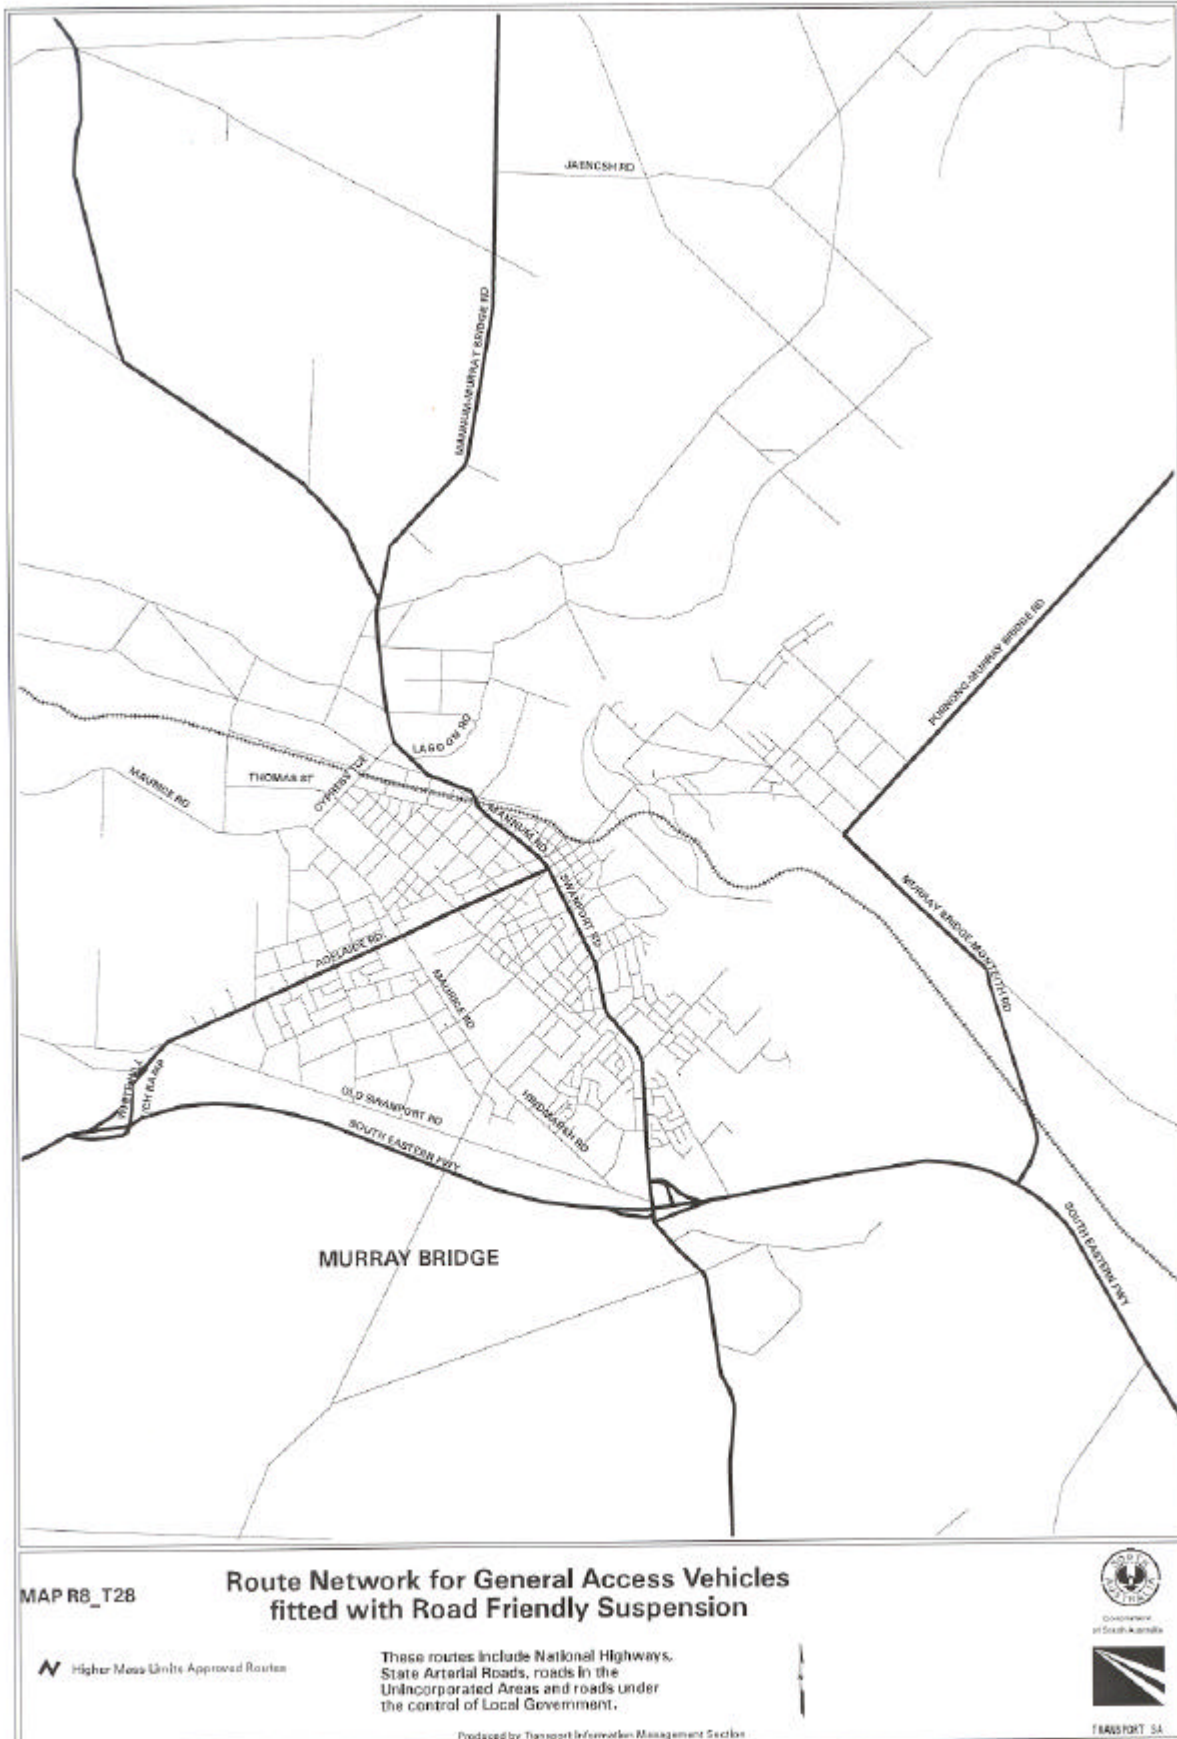 JAENSCH RD
MANNUM-MURRAY BRIDGE RD
MURRAY BRIDGE RD
LAGOON RD
THOMAS ST
CYPRESS TCE
MAURICE RD
MANNUM RD
SWANPORT RD
MURRAY BRIDGE-MONTEITH RD
ADELAIDE RD
MAURICE RD
OLD SWANPORT RD
HINDMARSH RD
SOUTH EASTERN FWY
SOUTH EASTERN FWY
MURRAY BRIDGE
MAP R8_T28
Route Network for General Access Vehicles
fitted with Road Friendly Suspension
Higher Mass Limits Approved Routes
These routes include National Highways,
State Arterial Roads, roads in the
Unincorporated Areas and roads under
the control of Local Government.
Produced by Transport Information Management Section
Government
of South Australia
TRANSPORT SA